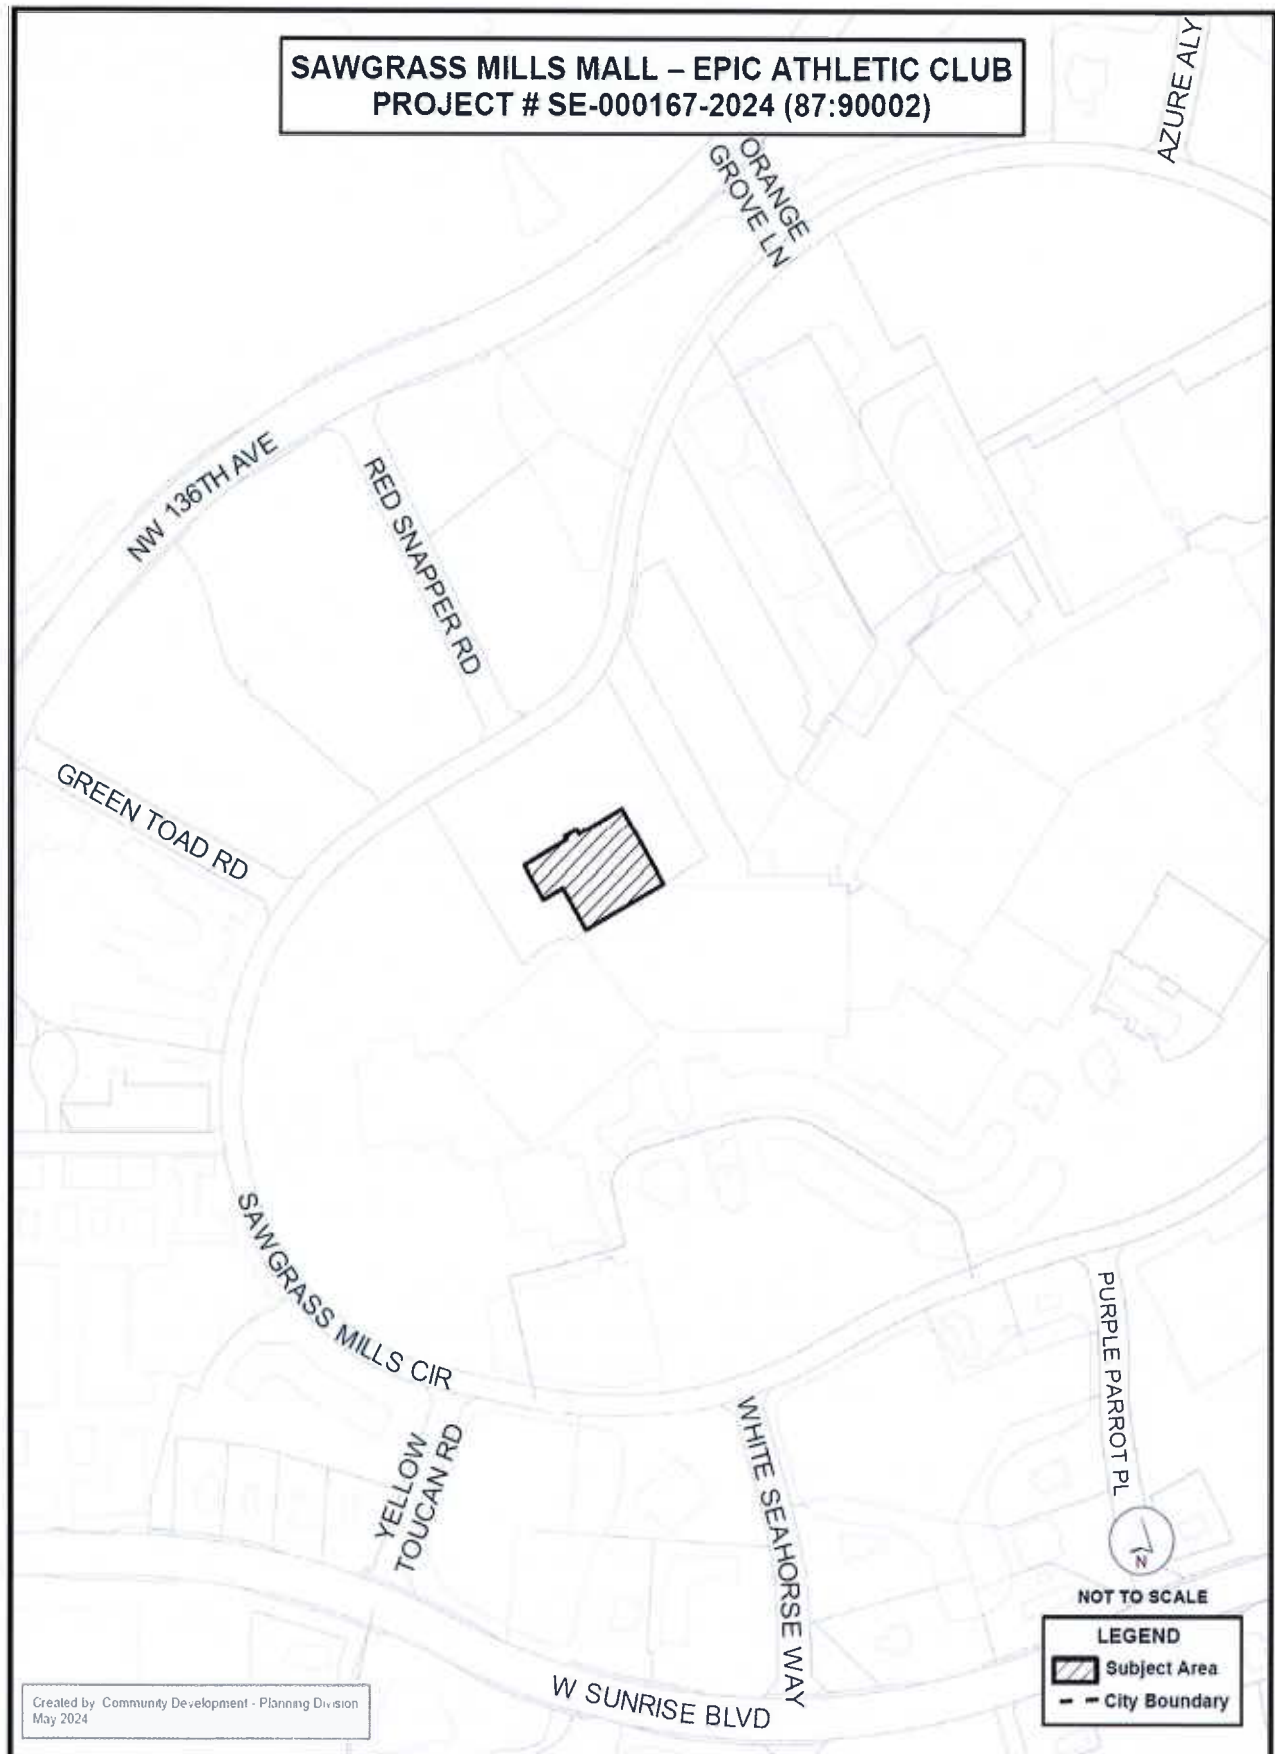 SAWGRASS MILLS MALL – EPIC ATHLETIC CLUB
PROJECT # SE-000167-2024 (87:90002)
AZURE ALY
ORANGE
GROVE LN
NW 136TH AVE
RED SNAPPER RD
GREEN TOAD RD
SAWGRASS MILLS CIR
PURPLE PARROT PL
YELLOW
TOUCAN RD
WHITE SEAHORSE WAY
W SUNRISE BLVD
N
NOT TO SCALE
LEGEND
Subject Area
City Boundary
Created by Community Development - Planning Division
May 2024